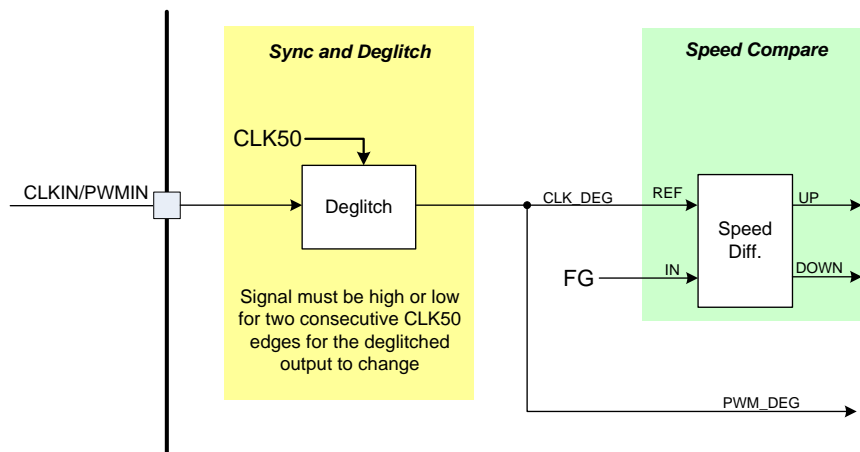 Sync and Deglitch
Speed Compare
CLK50
CLKIN/PWMIN
Deglitch
CLK_DEG
REF
UP
Speed
Diff.
FG
IN
DOWN
Signal must be high or low
for two consecutive CLK50
edges for the deglitched
output to change
PWM_DEG